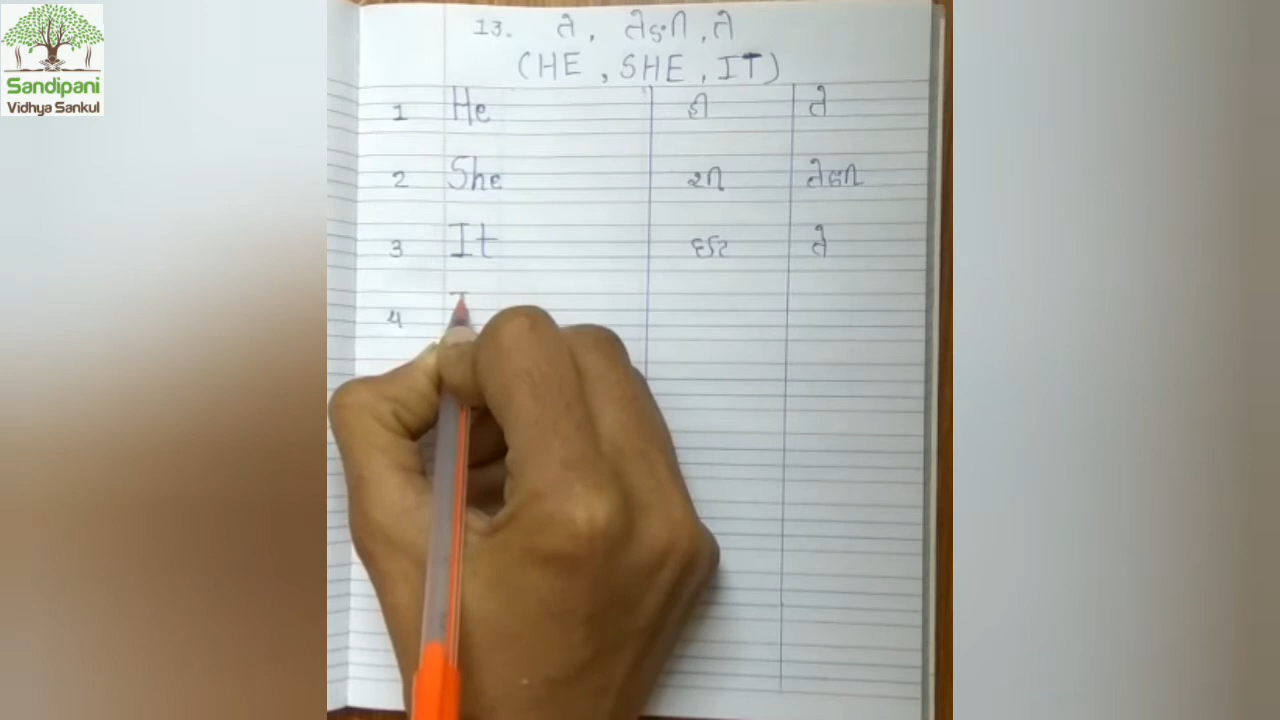 Sandipani
Vidhya Sankul
13. તે, તેણી, તે
(HE, SHE, IT)
1 He હી તે
2 She શી તેણી
3 It ઈટ તે
4